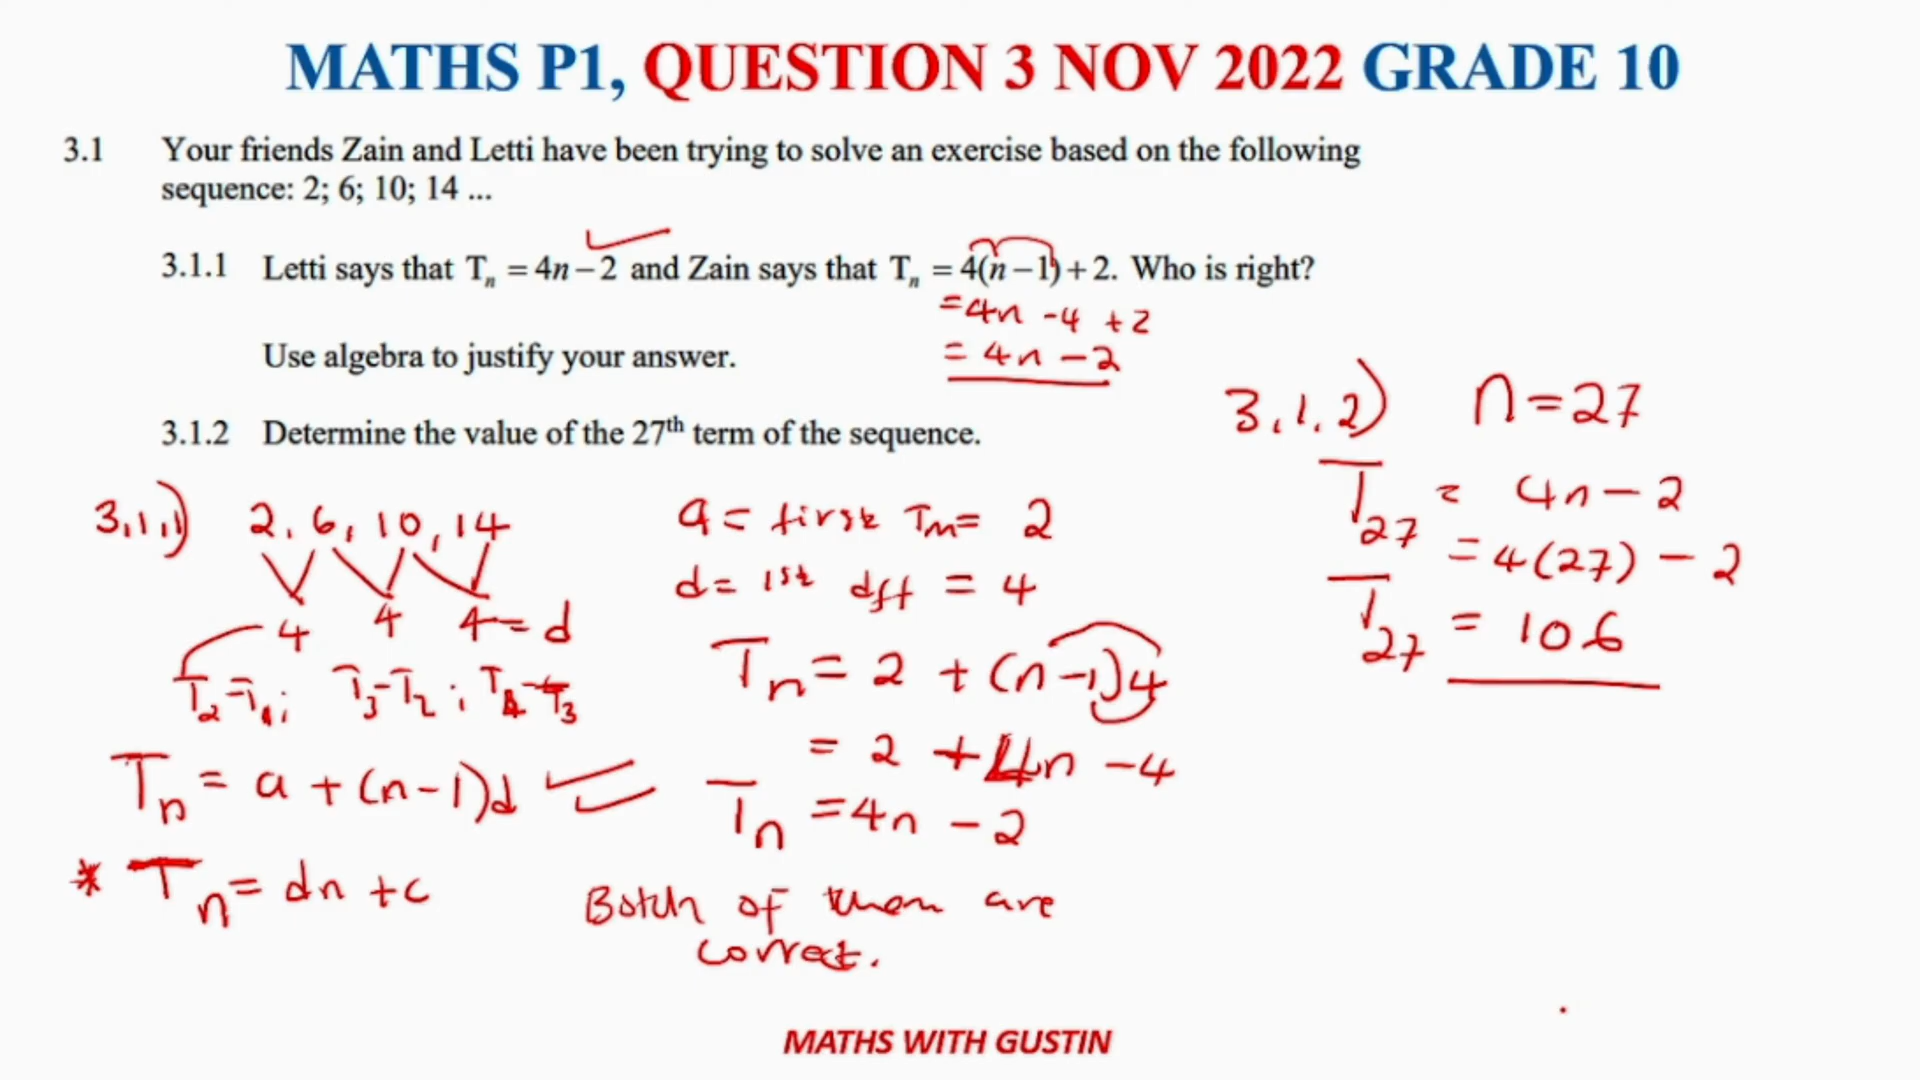 MATHS P1, QUESTION 3 NOV 2022 GRADE 10
3.1 Your friends Zain and Letti have been trying to solve an exercise based on the following
sequence: 2; 6; 10; 14 ...
3.1.1 Letti says that Tn = 4n – 2 and Zain says that Tn = 4(n – 1) + 2. Who is right?
= 4n - 4 + 2
Use algebra to justify your answer.
= 4n - 2
3.1.2 Determine the value of the 27th term of the sequence.
3,1,1) 2, 6, 10, 14
4 4 4 = d
T2 - T1; T3 - T2; T4 - T3
Tn = a + (n-1)d
* Tn = dn + c
a = first Tm = 2
d = 1st dff = 4
Tn = 2 + (n-1)4
= 2 + 4n - 4
Tn = 4n - 2
Both of them are
correct.
3,1,2) n = 27
T27 = 4n - 2
= 4(27) - 2
T27 = 106
MATHS WITH GUSTIN